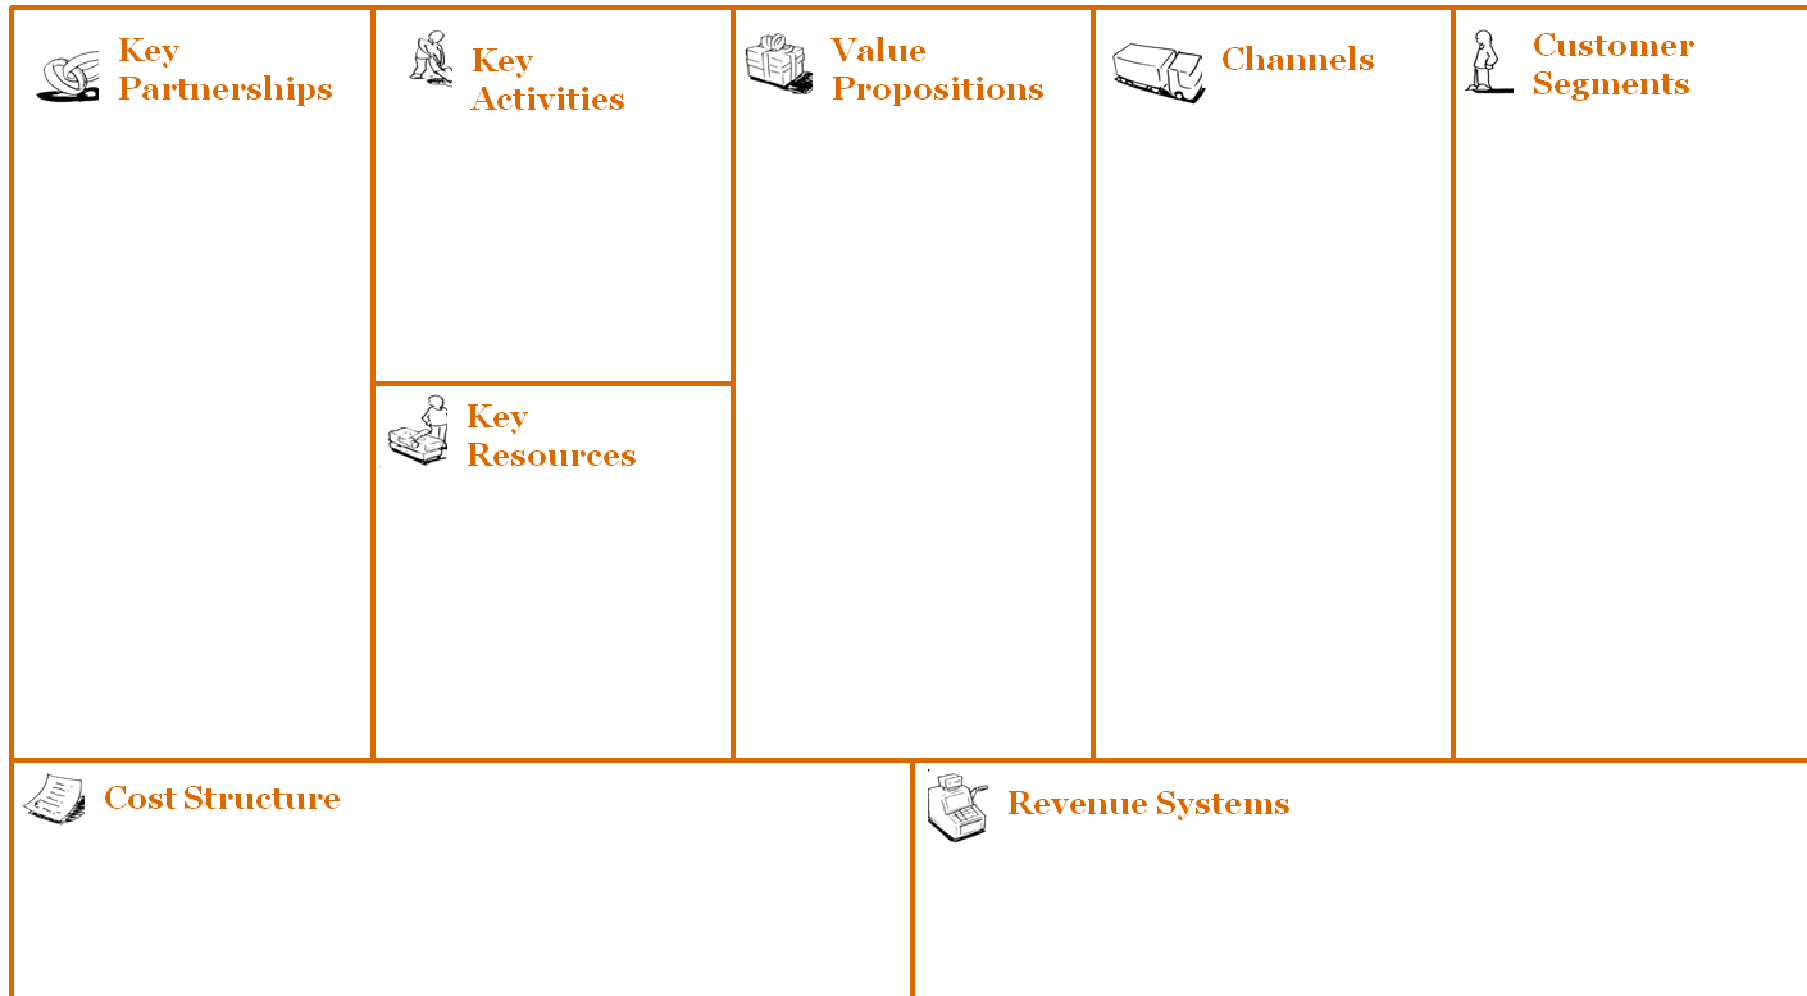 Key
Partnerships
Key
Activities
Key
Resources
Value
Propositions
Channels
Customer
Segments
Cost Structure
Revenue Systems